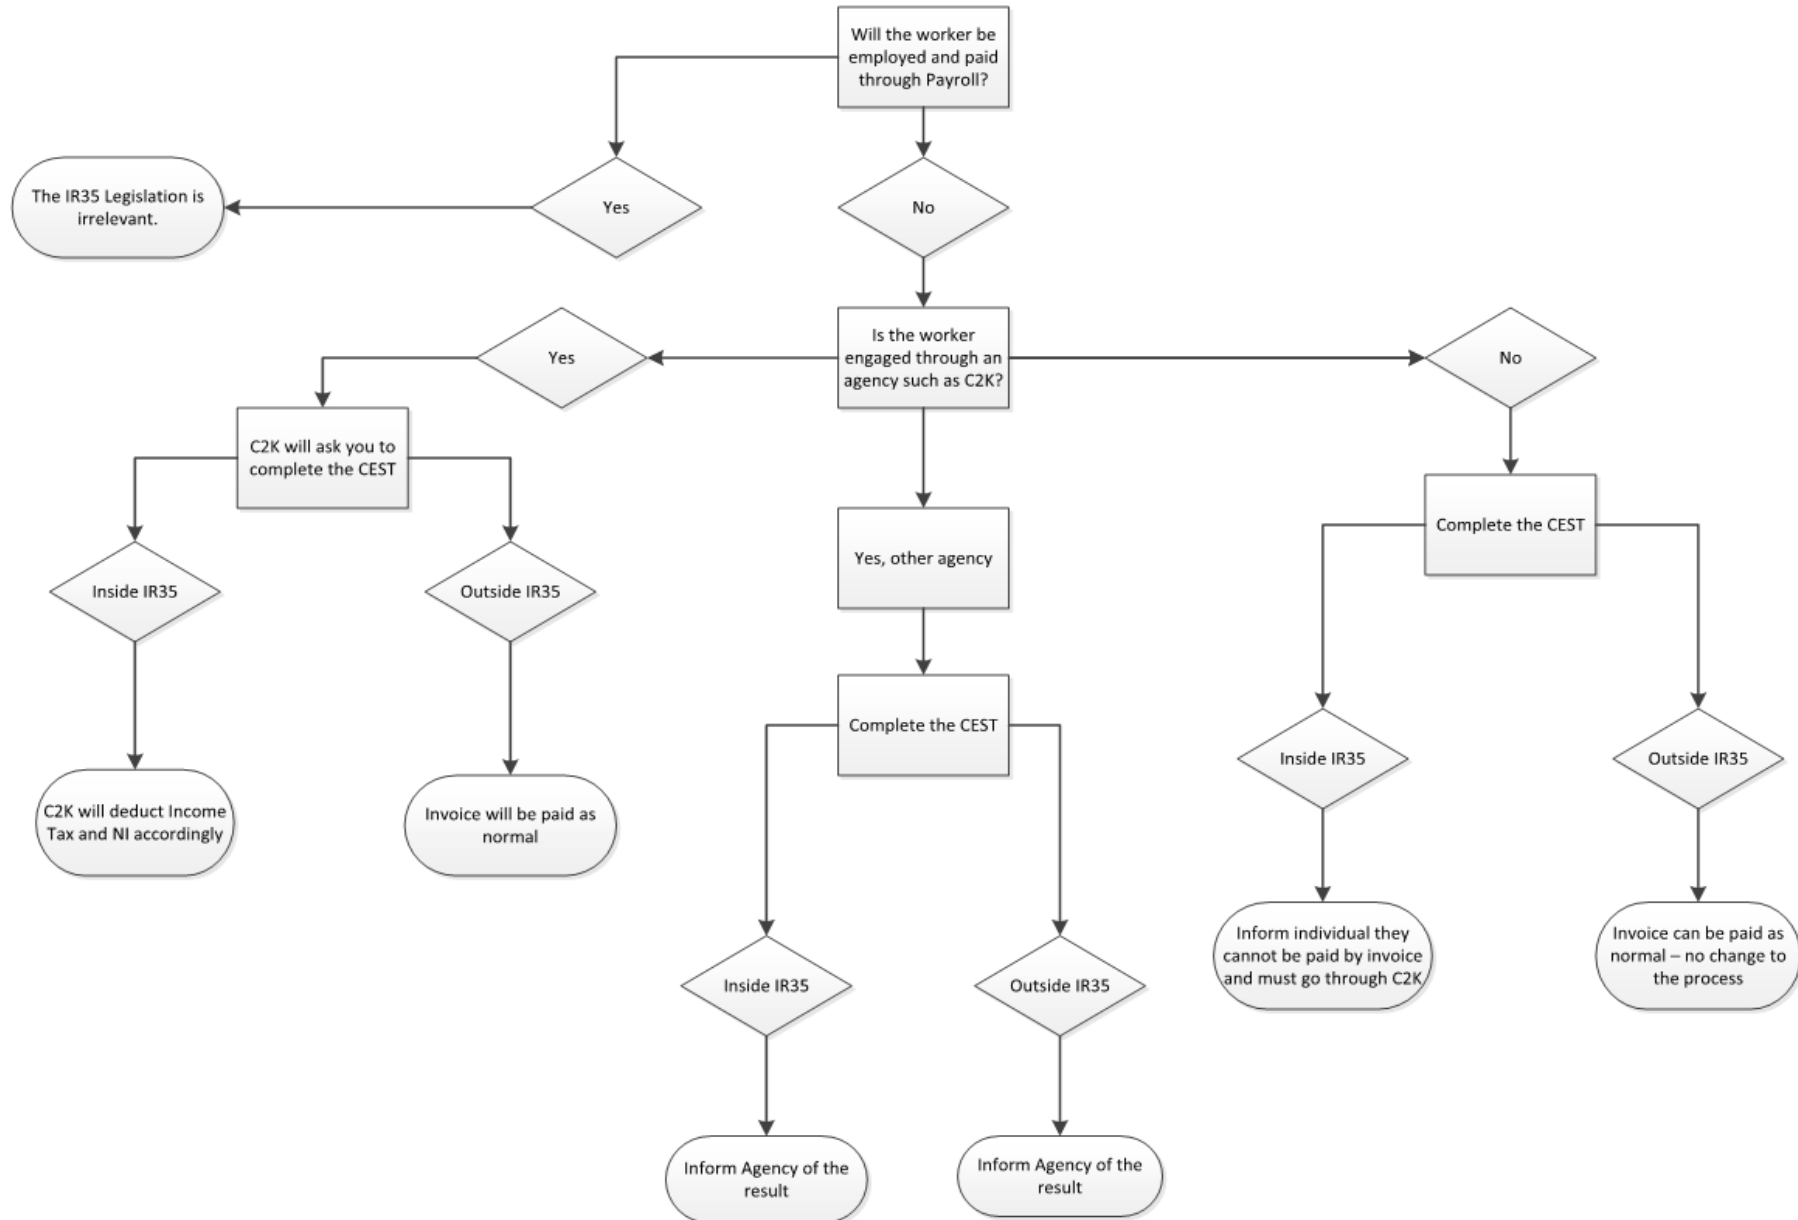 Will the worker be
employed and paid
through Payroll?
The IR35 Legislation is
irrelevant.
Yes
No
Yes
Is the worker
engaged through an
agency such as C2K?
No
C2K will ask you to
complete the CEST
Yes, other agency
Complete the CEST
Inside IR35
Outside IR35
Complete the CEST
Inside IR35
Outside IR35
C2K will deduct Income
Tax and NI accordingly
Invoice will be paid as
normal
Inside IR35
Outside IR35
Inform individual they
cannot be paid by invoice
and must go through C2K
Invoice can be paid as
normal – no change to
the process
Inform Agency of the
result
Inform Agency of the
result